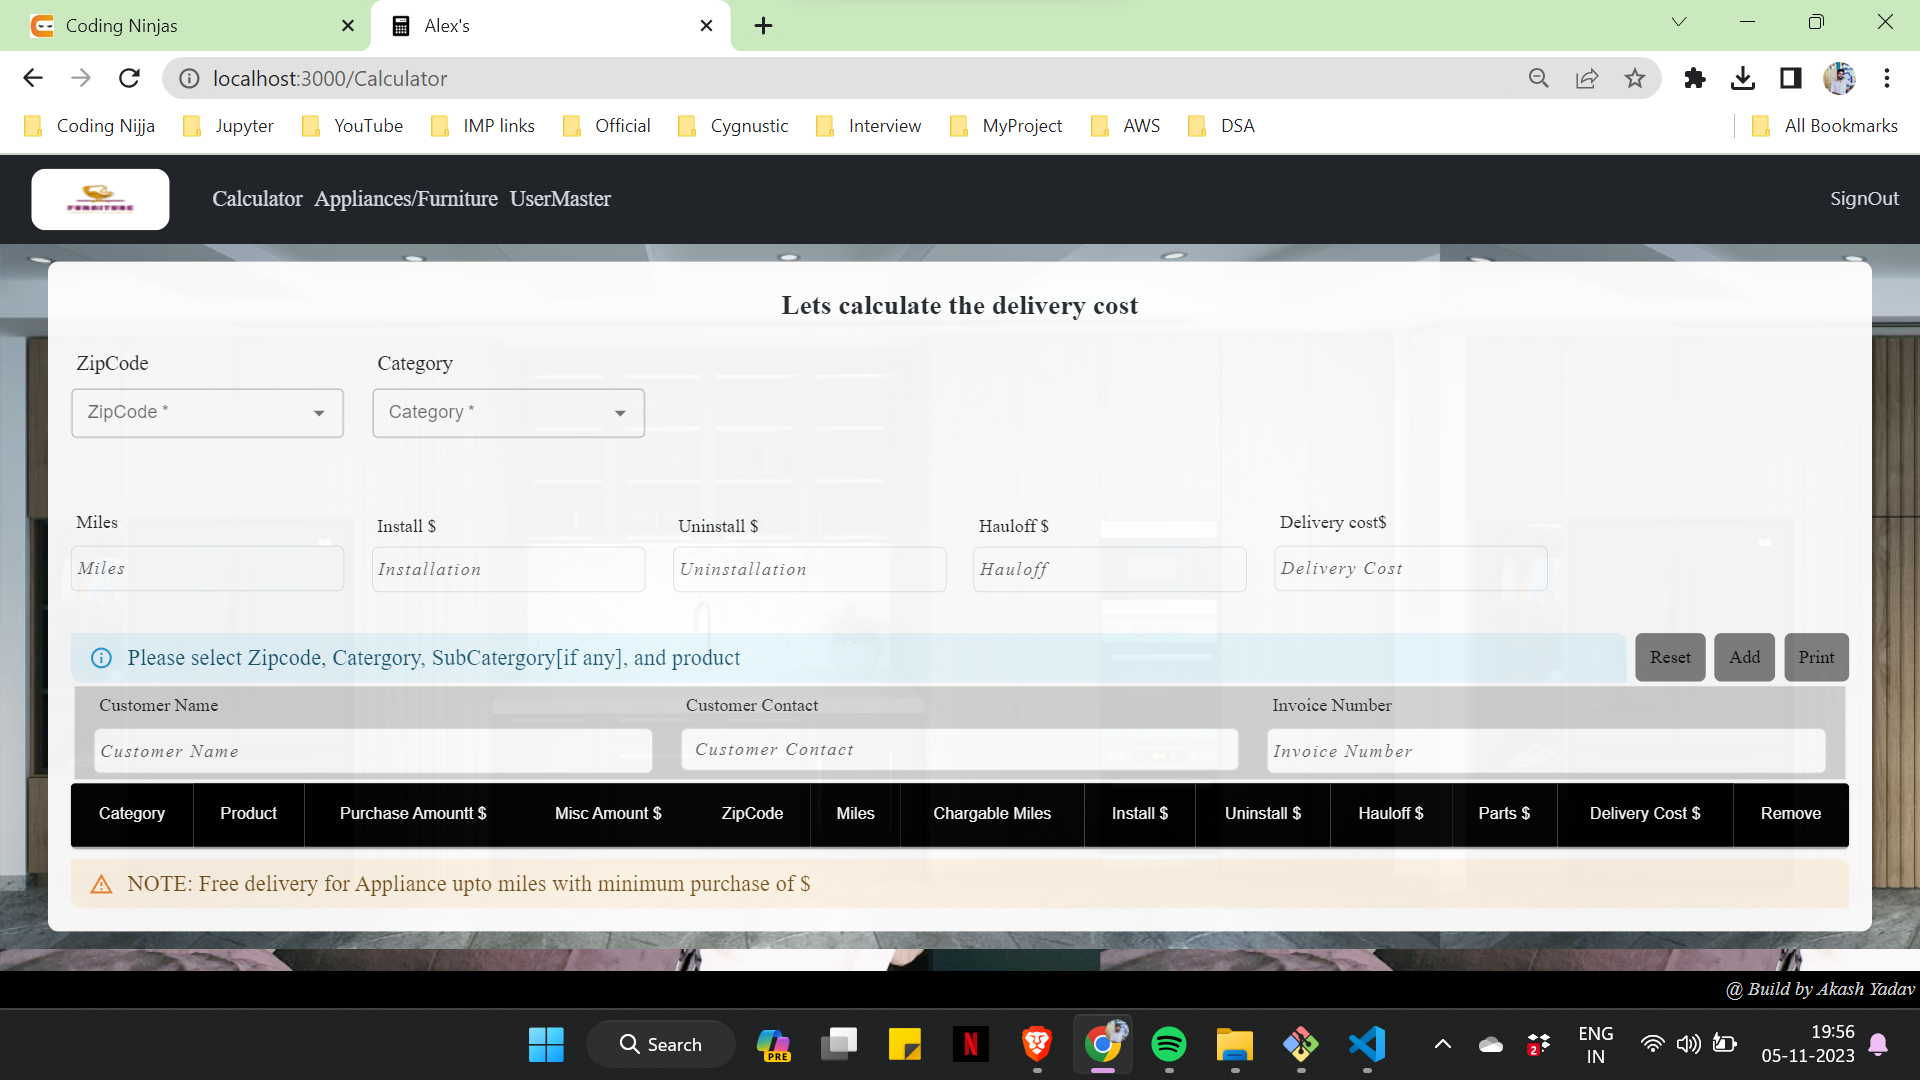 Coding Ninjas
Alex's
localhost:3000/Calculator
Coding Nijja Jupyter YouTube IMP links Official Cygnustic Interview MyProject AWS DSA All Bookmarks
FURNITURE
Calculator Appliances/Furniture UserMaster SignOut
Lets calculate the delivery cost
ZipCode Category
ZipCode * Category *
Miles Install $ Uninstall $ Hauloff $ Delivery cost$
Miles Installation Uninstallation Hauloff Delivery Cost
Please select Zipcode, Catergory, SubCatergory[if any], and product Reset Add Print
Customer Name Customer Contact Invoice Number
Customer Name Customer Contact Invoice Number
Category Product Purchase Amountt $ Misc Amount $ ZipCode Miles Chargable Miles Install $ Uninstall $ Hauloff $ Parts $ Delivery Cost $ Remove
NOTE: Free delivery for Appliance upto miles with minimum purchase of $
@ Build by Akash Yadav
Search
PRE
N
2
ENG
IN
19:56
05-11-2023